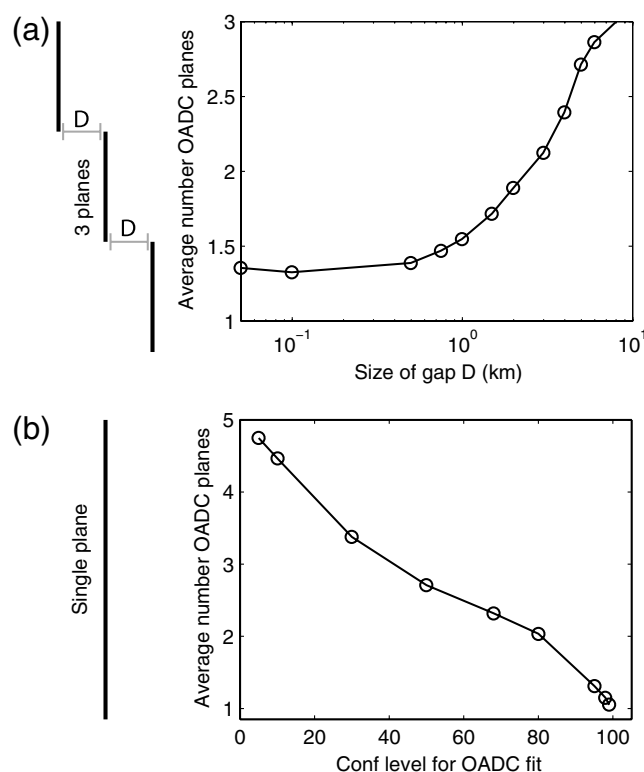 (a)
D
3 planes
D
Average number OADC planes
3
2.5
2
1.5
1
10⁻¹
10⁰
10¹
Size of gap D (km)
(b)
Single plane
Average number OADC planes
5
4
3
2
1
0
20
40
60
80
100
Conf level for OADC fit